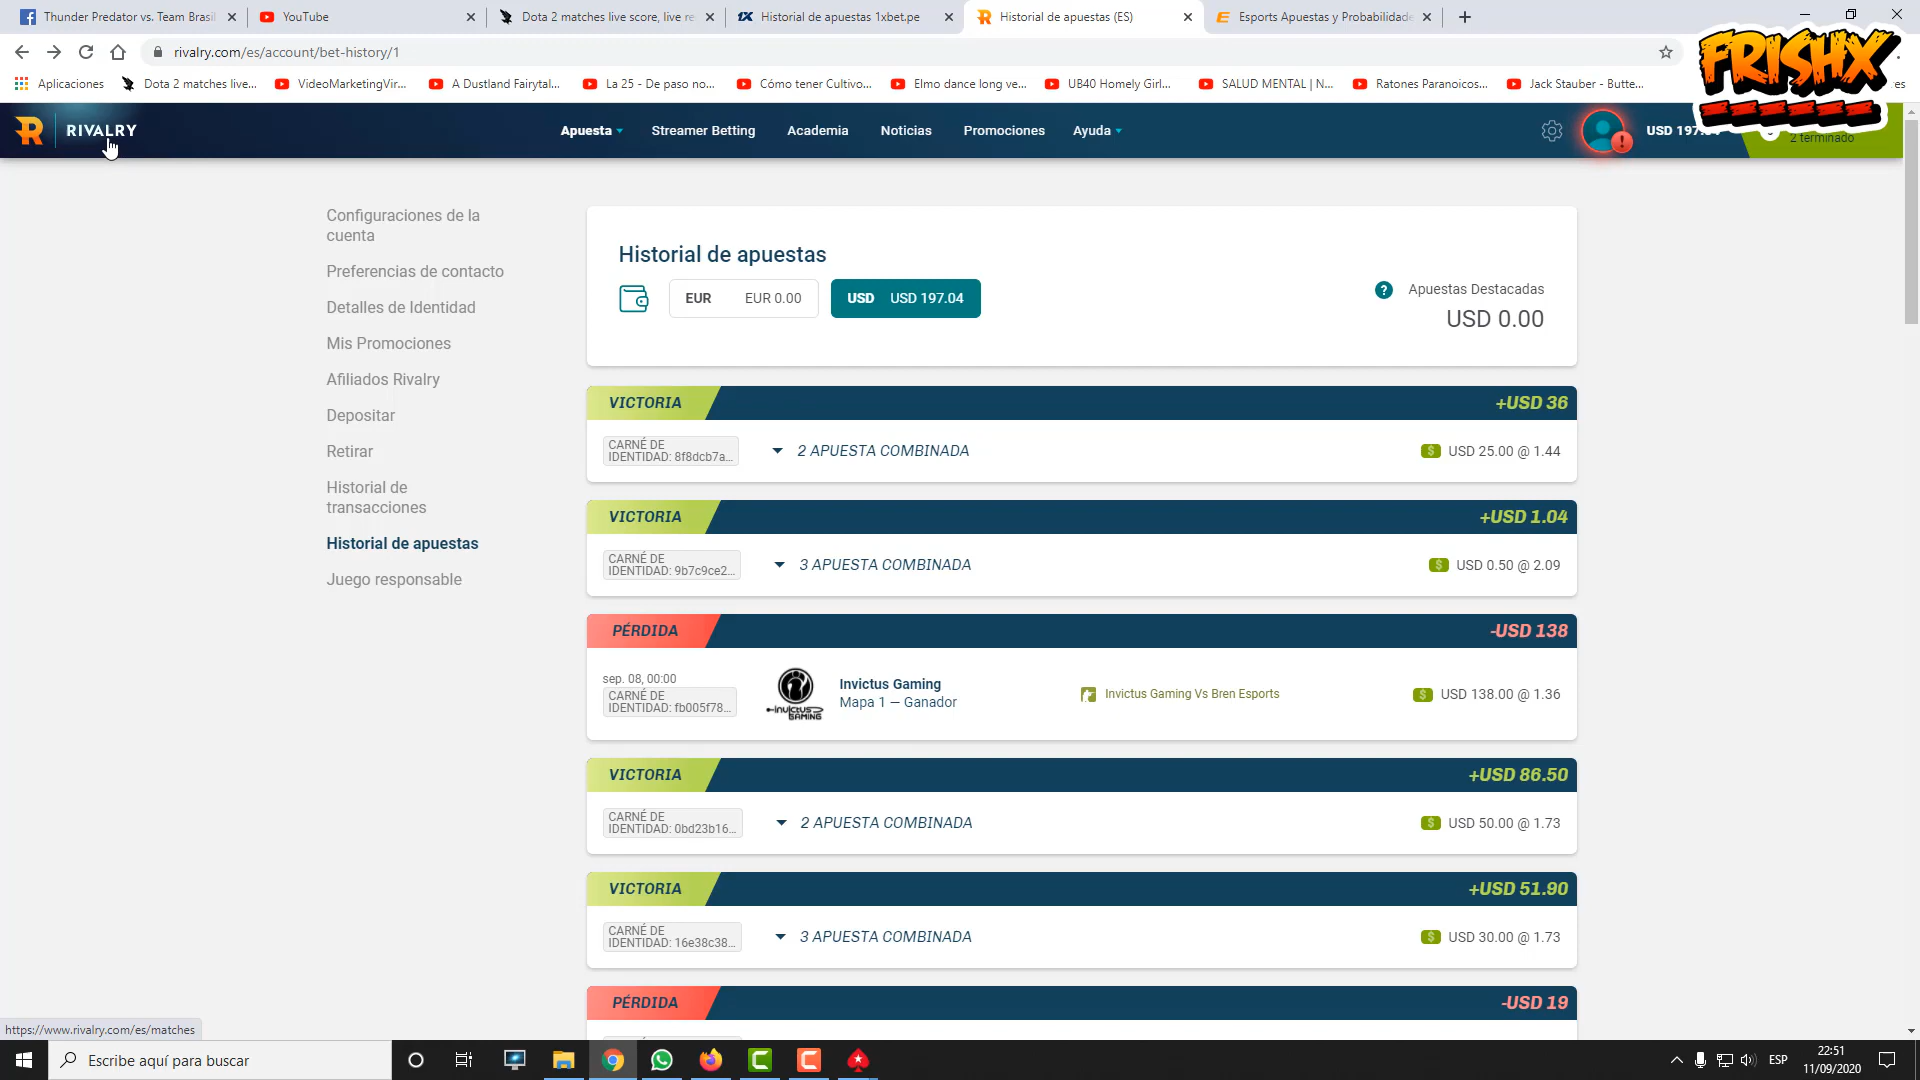 Thunder Predator vs. Team Brasil
YouTube
Dota 2 matches live score, live re
Historial de apuestas 1xbet.pe
Historial de apuestas (ES)
Esports Apuestas y Probabilidade
rivalry.com/es/account/bet-history/1
Aplicaciones
Dota 2 matches live...
VideoMarketingVir...
A Dustland Fairytal...
La 25 - De paso no...
Cómo tener Cultivo...
Elmo dance long ve...
UB40 Homely Girl...
SALUD MENTAL | N...
Ratones Paranoicos...
Jack Stauber - Butte...
FRISHX
RIVALRY
Apuesta
Streamer Betting
Academia
Noticias
Promociones
Ayuda
2 terminado
Configuraciones de la
cuenta
Preferencias de contacto
Detalles de Identidad
Mis Promociones
Afiliados Rivalry
Depositar
Retirar
Historial de
transacciones
Historial de apuestas
Juego responsable
Historial de apuestas
EUR EUR 0.00
USD USD 197.04
? Apuestas Destacadas
USD 0.00
VICTORIA +USD 36
CARNÉ DE
IDENTIDAD: 8f8dcb7a...
2 APUESTA COMBINADA
USD 25.00 @ 1.44
VICTORIA +USD 1.04
CARNÉ DE
IDENTIDAD: 9b7c9ce2...
3 APUESTA COMBINADA
USD 0.50 @ 2.09
PÉRDIDA -USD 138
sep. 08, 00:00
CARNÉ DE
IDENTIDAD: fb005f78...
INVICTUS
GAMING
Invictus Gaming
Mapa 1 — Ganador
Invictus Gaming Vs Bren Esports
USD 138.00 @ 1.36
VICTORIA +USD 86.50
CARNÉ DE
IDENTIDAD: 0bd23b16...
2 APUESTA COMBINADA
USD 50.00 @ 1.73
VICTORIA +USD 51.90
CARNÉ DE
IDENTIDAD: 16e38c38...
3 APUESTA COMBINADA
USD 30.00 @ 1.73
PÉRDIDA -USD 19
https://www.rivalry.com/es/matches
Escribe aquí para buscar
ESP
22:51
11/09/2020